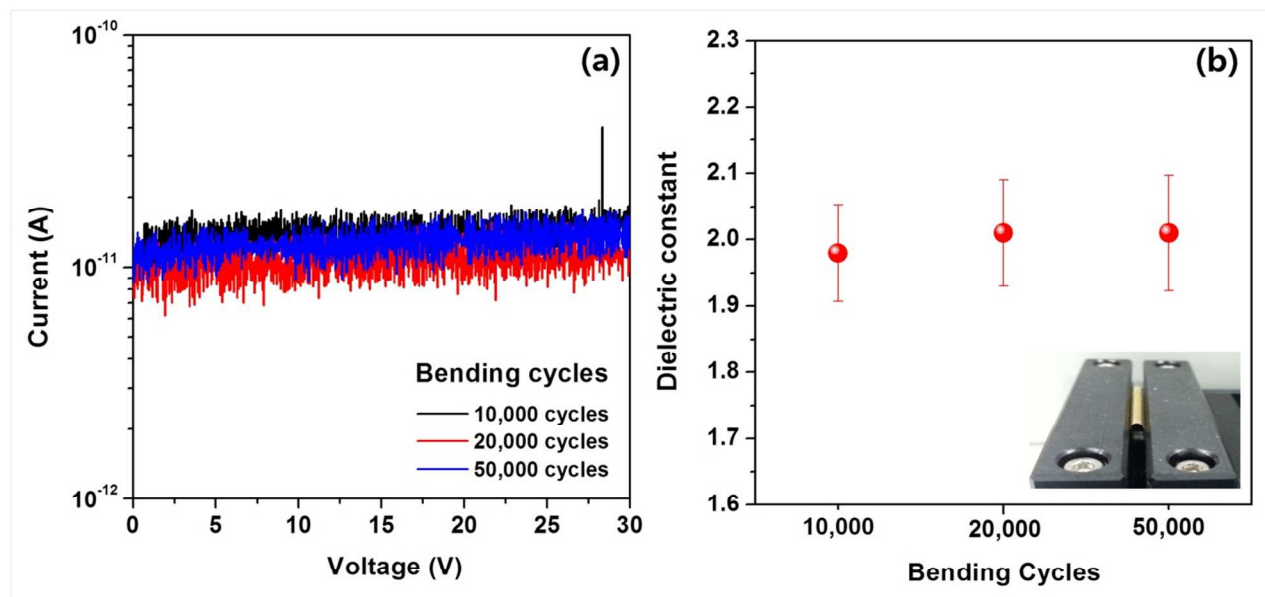 (a)
Current (A)
10⁻¹⁰
10⁻¹¹
10⁻¹²
Bending cycles
10,000 cycles
20,000 cycles
50,000 cycles
0 5 10 15 20 25 30
Voltage (V)
(b)
Dielectric constant
2.3
2.2
2.1
2.0
1.9
1.8
1.7
1.6
10,000 20,000 50,000
Bending Cycles